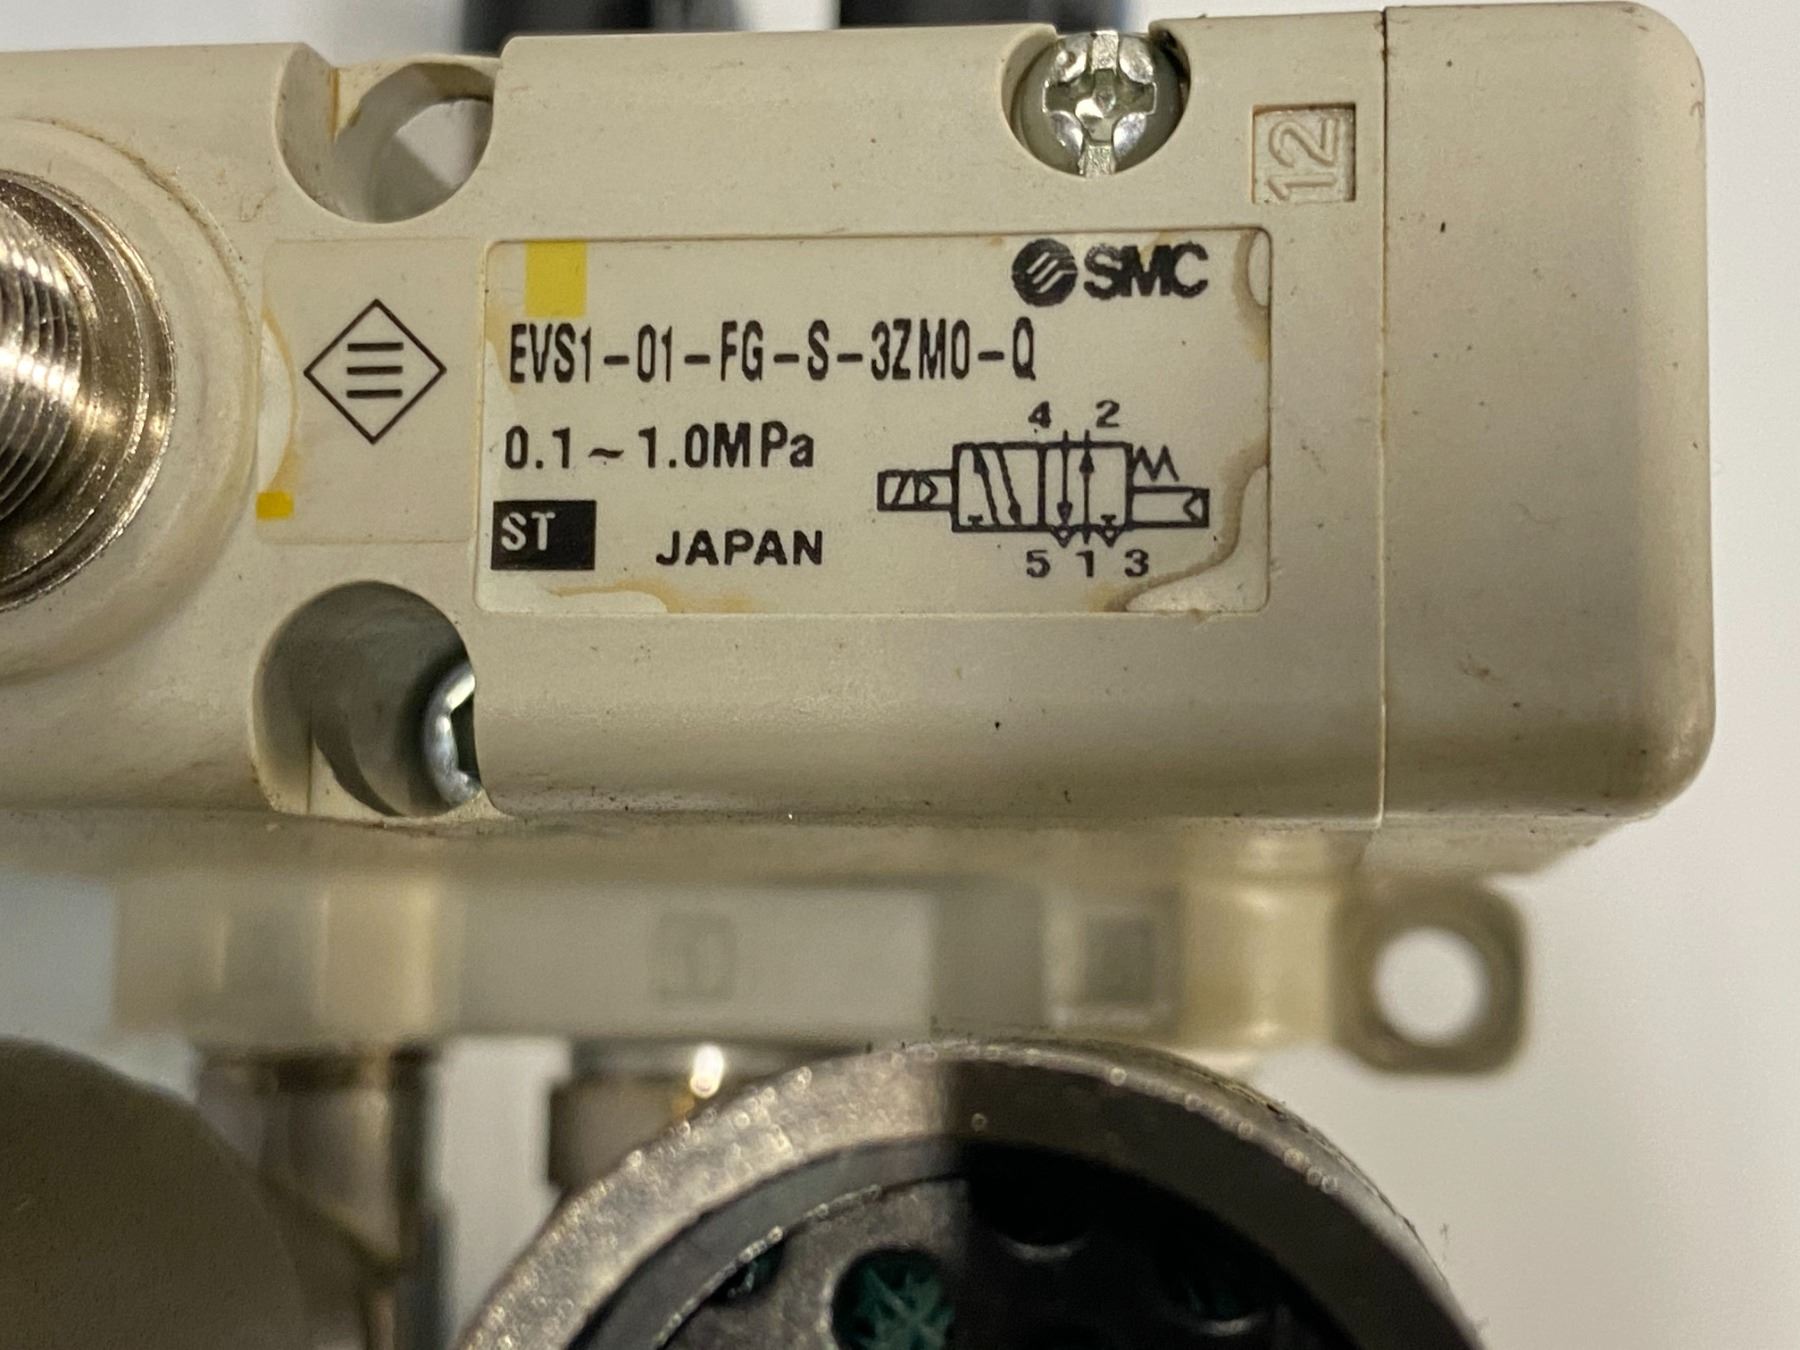 12
SMC
EVS1-01-FG-S-3ZM0-Q
0.1~1.0MPa
4 2
ST JAPAN
5 1 3